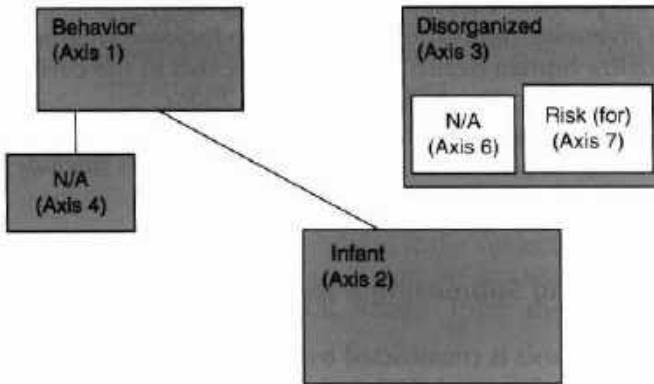 Behavior
(Axis 1)
Disorganized
(Axis 3)
N/A
(Axis 6)
Risk (for)
(Axis 7)
N/A
(Axis 4)
Infant
(Axis 2)